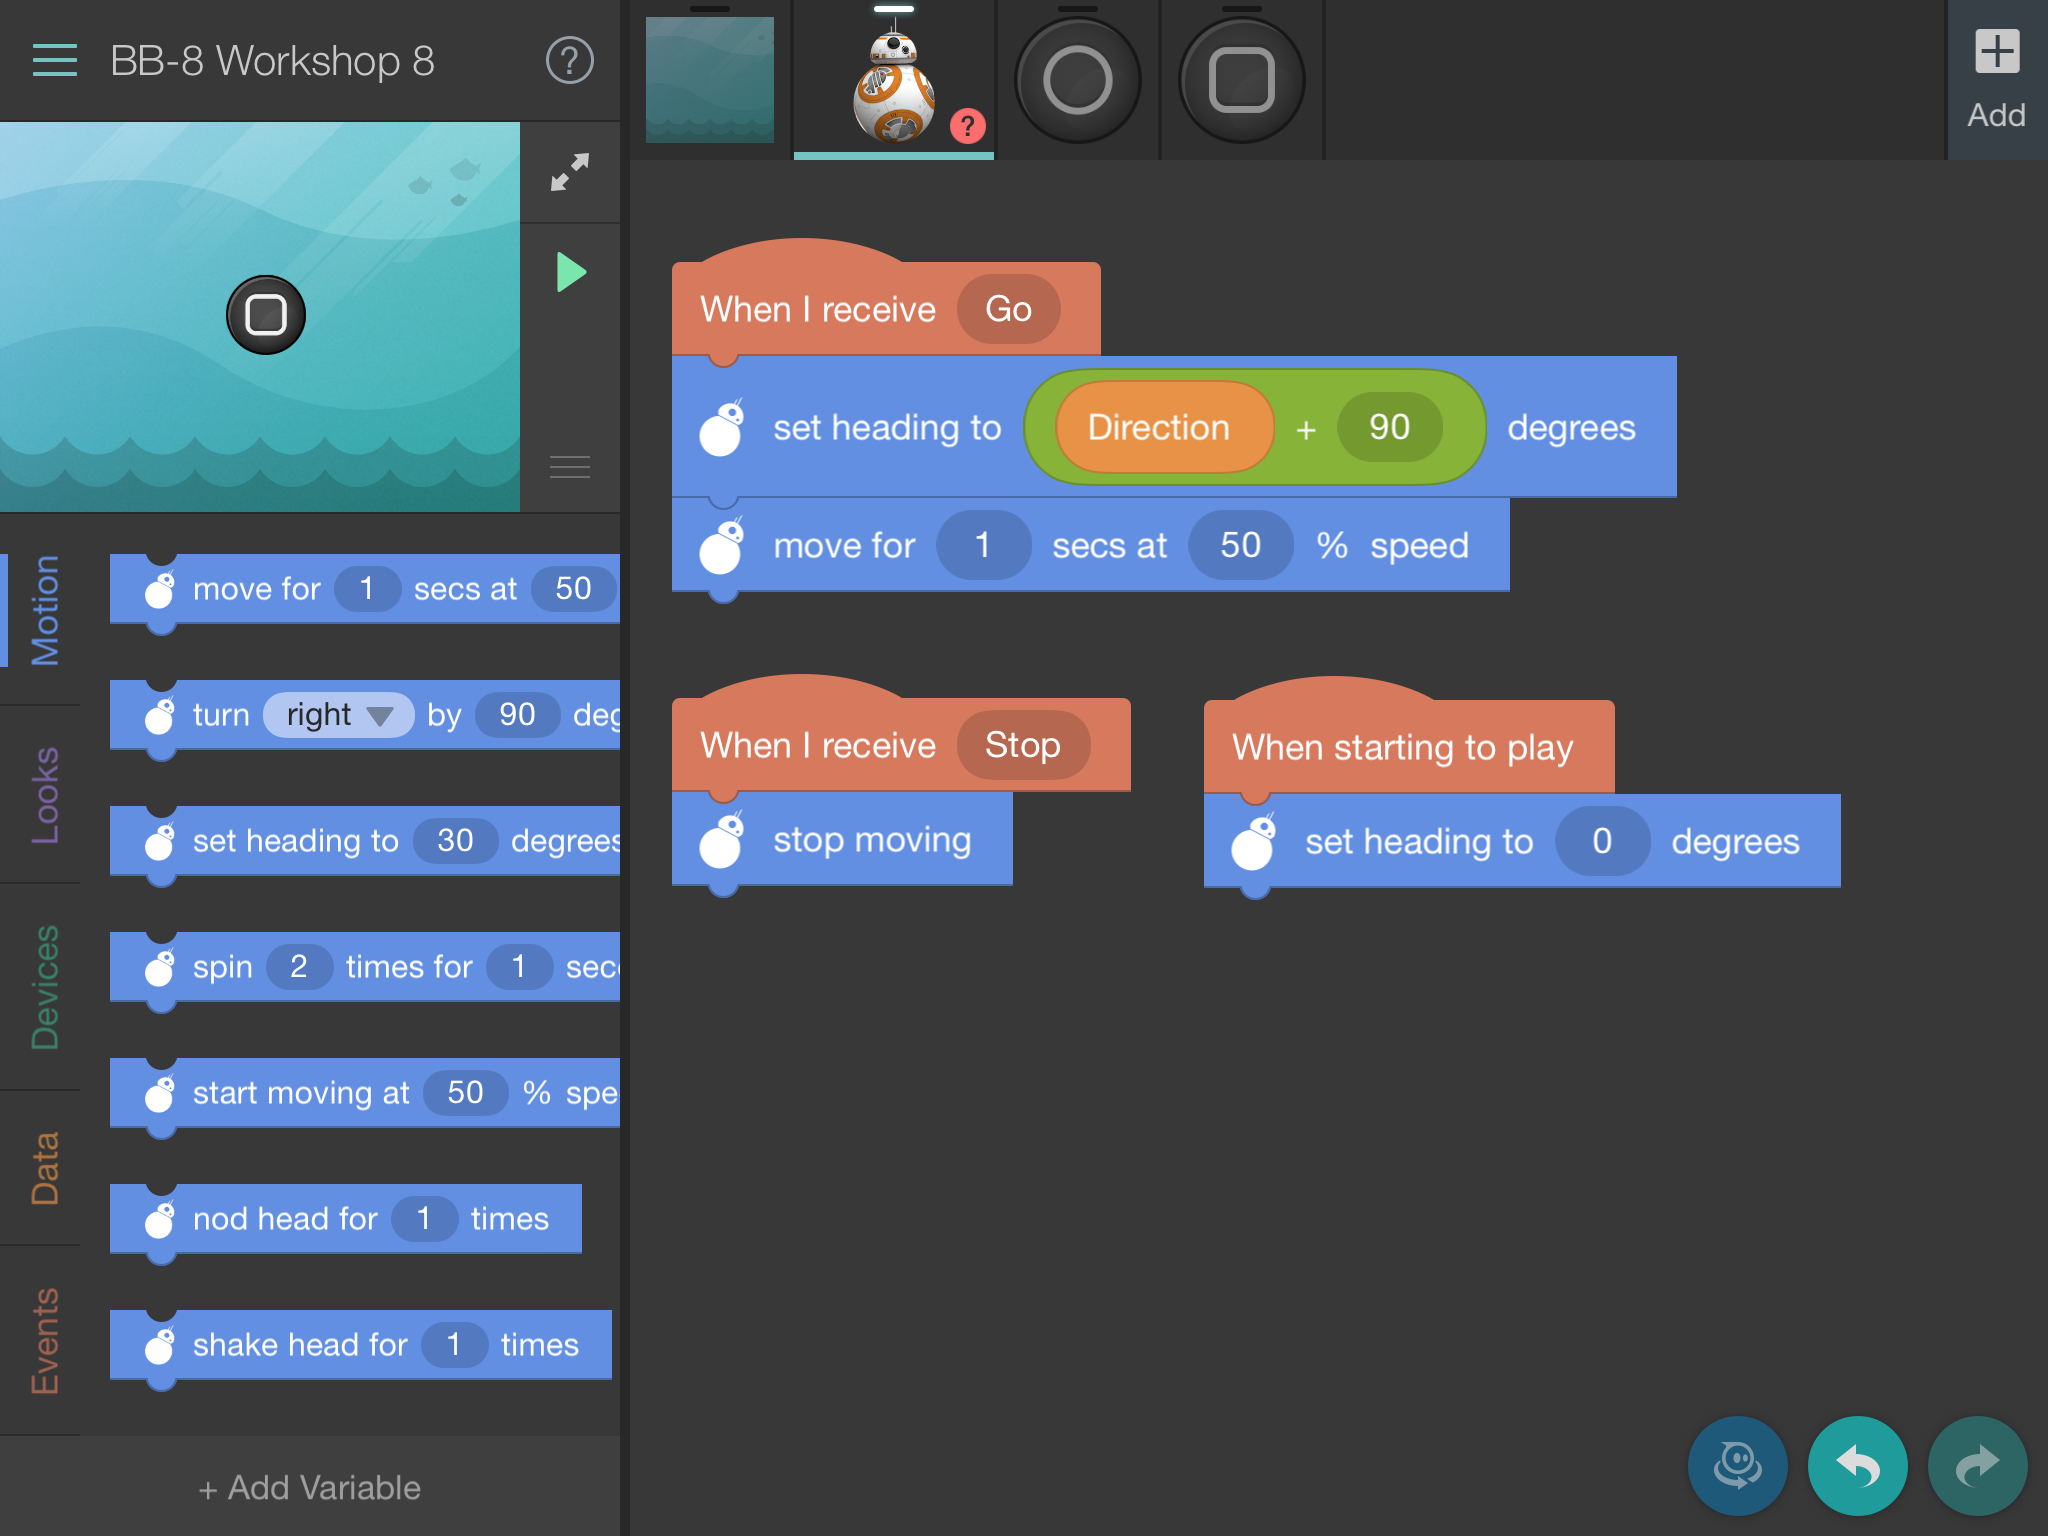 BB-8 Workshop 8
?
?
Add
When I receive Go
set heading to Direction + 90 degrees
move for 1 secs at 50 % speed
When I receive Stop
stop moving
When starting to play
set heading to 0 degrees
Motion
Looks
Devices
Data
Events
move for 1 secs at 50
turn right by 90 deg
set heading to 30 degrees
spin 2 times for 1 sec
start moving at 50 % spe
nod head for 1 times
shake head for 1 times
+ Add Variable